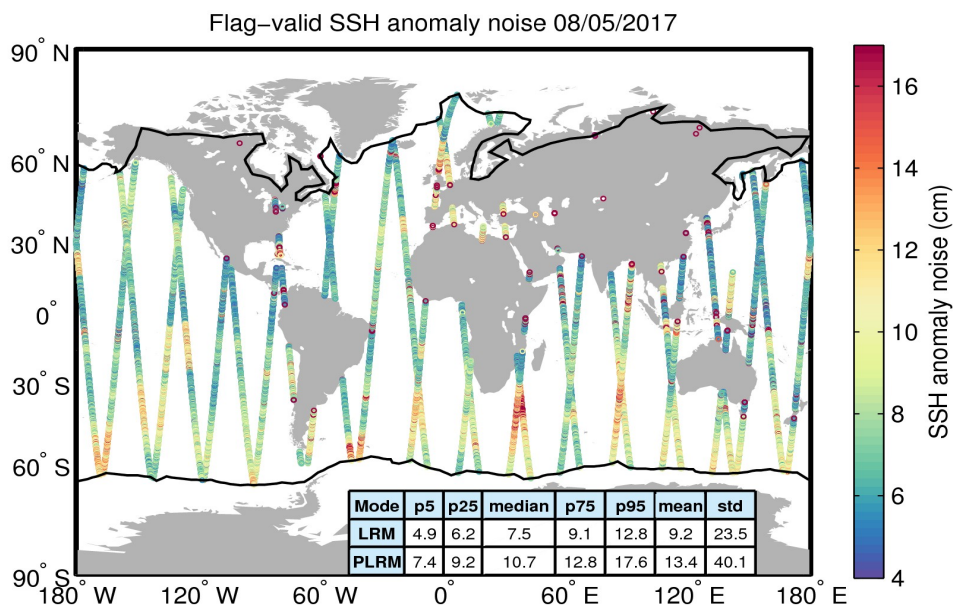 Flag−valid SSH anomaly noise 08/05/2017
90° N
60° N
30° N
0°
30° S
60° S
90° S
180° W
120° W
60° W
0°
60° E
120° E
180° E
16
14
12
10
8
6
4
SSH anomaly noise (cm)
Mode p5 p25 median p75 p95 mean std
LRM 4.9 6.2 7.5 9.1 12.8 9.2 23.5
PLRM 7.4 9.2 10.7 12.8 17.6 13.4 40.1